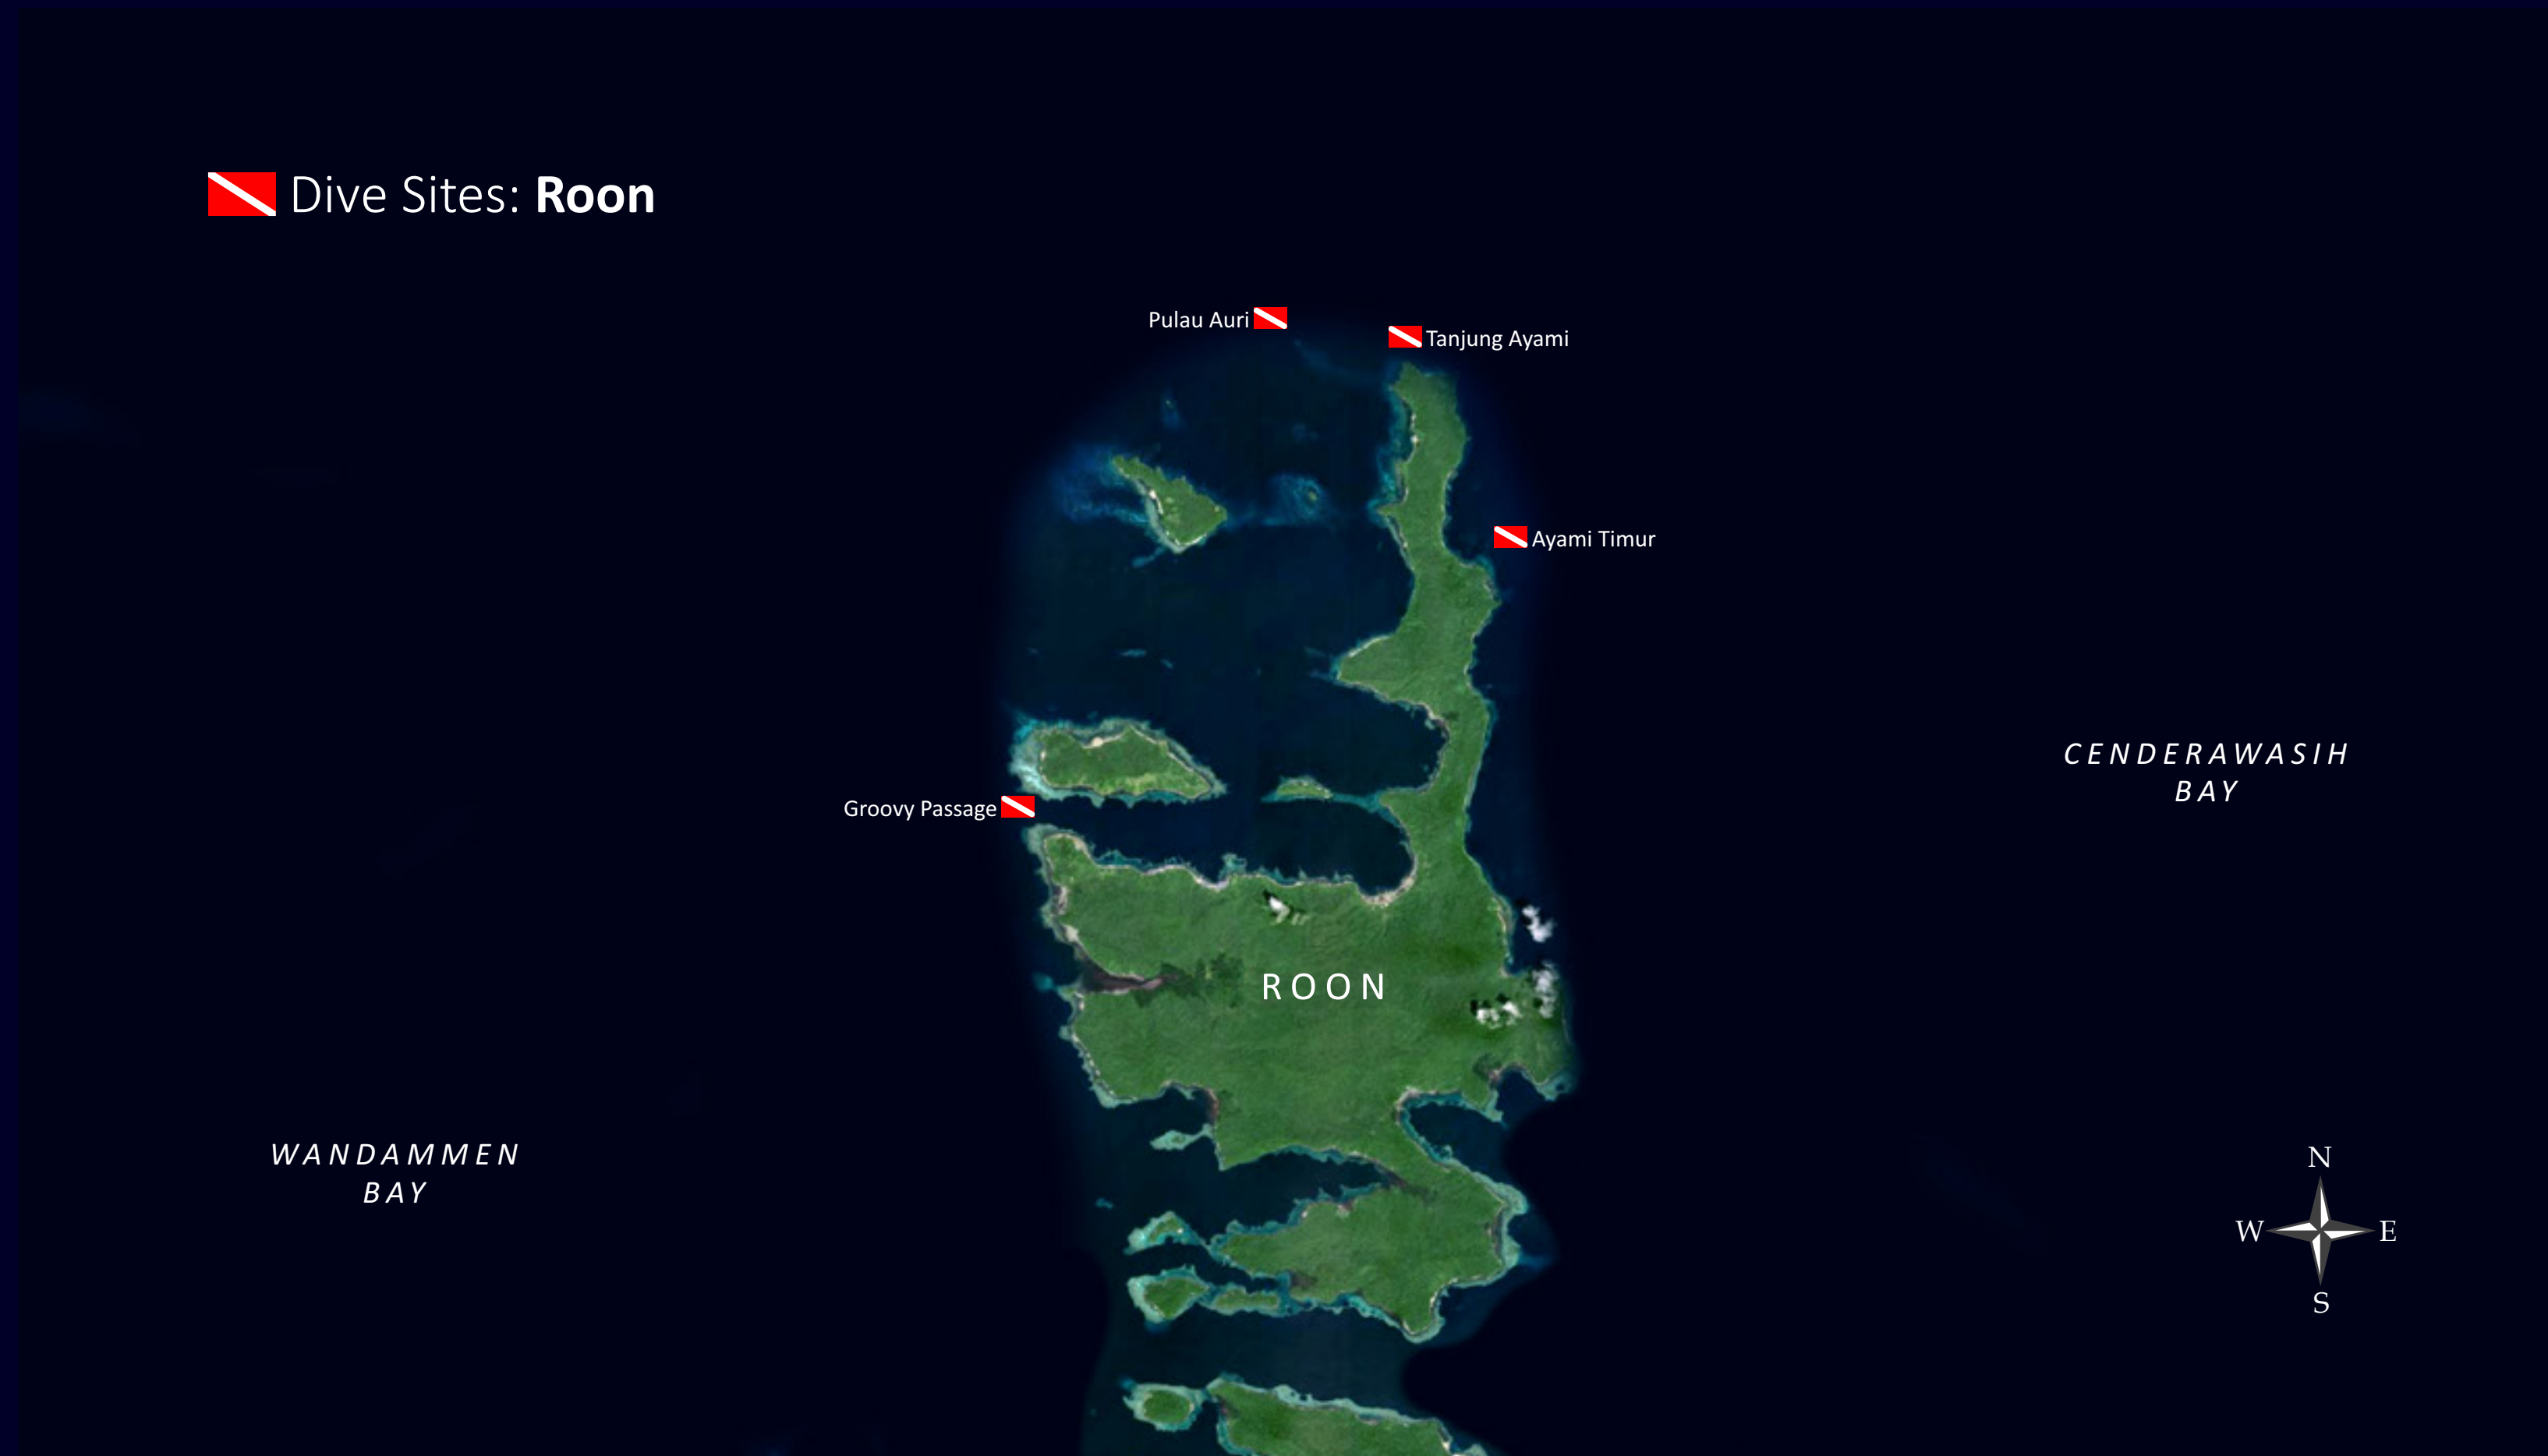 Dive Sites: Roon
Pulau Auri
Tanjung Ayami
Ayami Timur
CENDERAWASIH
BAY
Groovy Passage
ROON
WANDAMMEN
BAY
N
W E
S